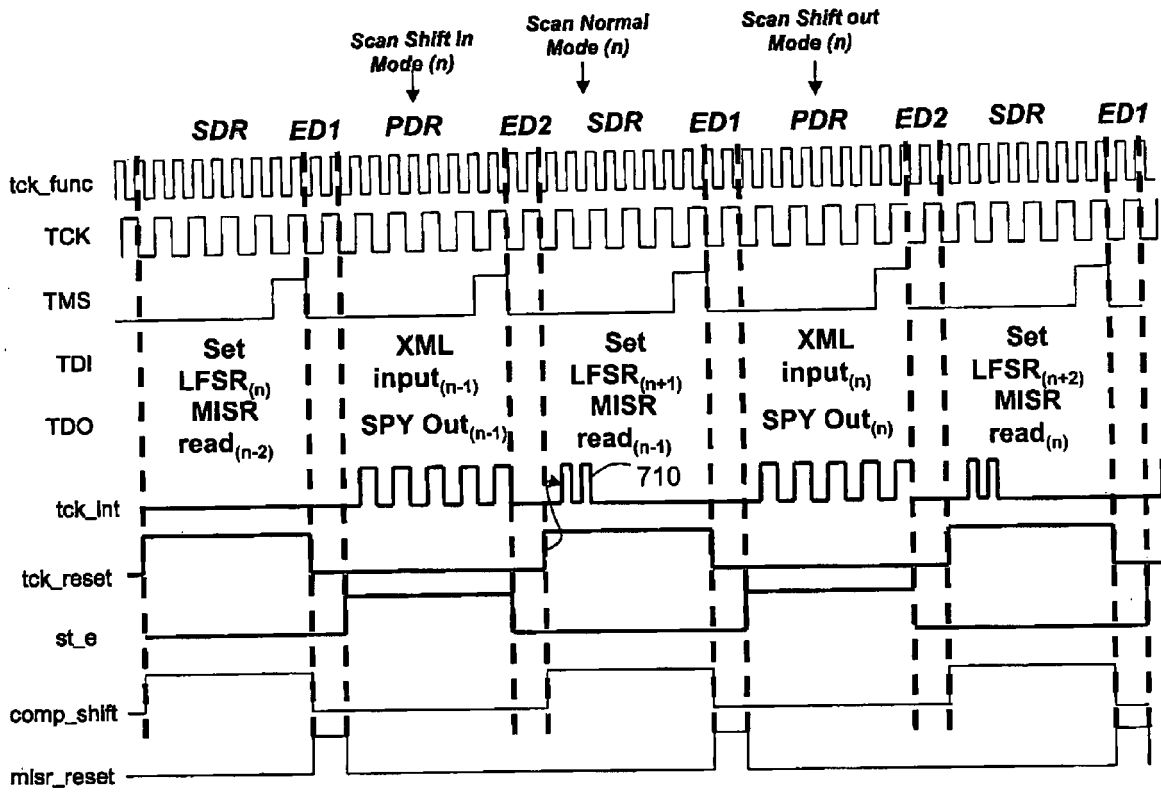 Scan Shift In
Mode (n)
Scan Normal
Mode (n)
Scan Shift out
Mode (n)
SDR ED1 PDR ED2 SDR ED1 PDR ED2 SDR ED1
tck_func
TCK
TMS
TDI
TDO
Set
LFSR(n)
MISR
read(n-2)
XML
input(n-1)
SPY Out(n-1)
Set
LFSR(n+1)
MISR
read(n-1)
XML
input(n)
SPY Out(n)
Set
LFSR(n+2)
MISR
read(n)
710
tck_int
tck_reset
st_e
comp_shift
misr_reset